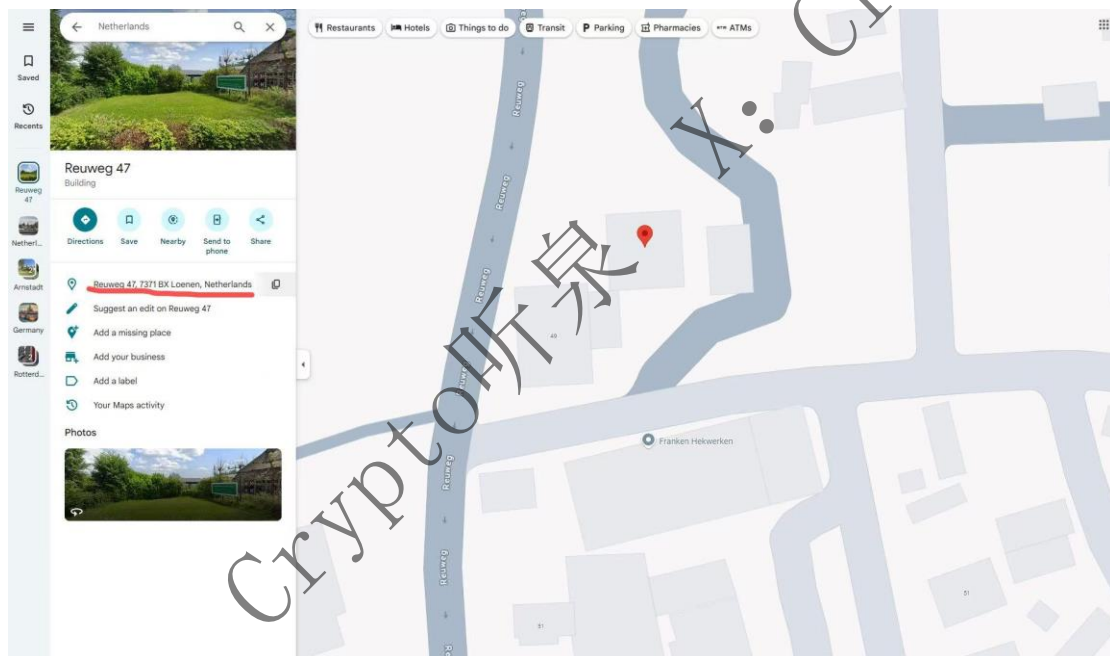 Netherlands
Restaurants
Hotels
Things to do
Transit
Parking
Pharmacies
ATMs
Saved
Recents
Reuweg 47
Netherl...
Arnstadt
Germany
Rotterd...
Reuweg 47
Building
Directions
Save
Nearby
Send to phone
Share
Reuweg 47, 7371 BX Loenen, Netherlands
Suggest an edit on Reuweg 47
Add a missing place
Add your business
Add a label
Your Maps activity
Photos
Reuweg
Reuweg
Reuweg
Reuweg
Reuweg
Reuweg
49
Franken Hekwerken
51
51
Crypto听泉
X: